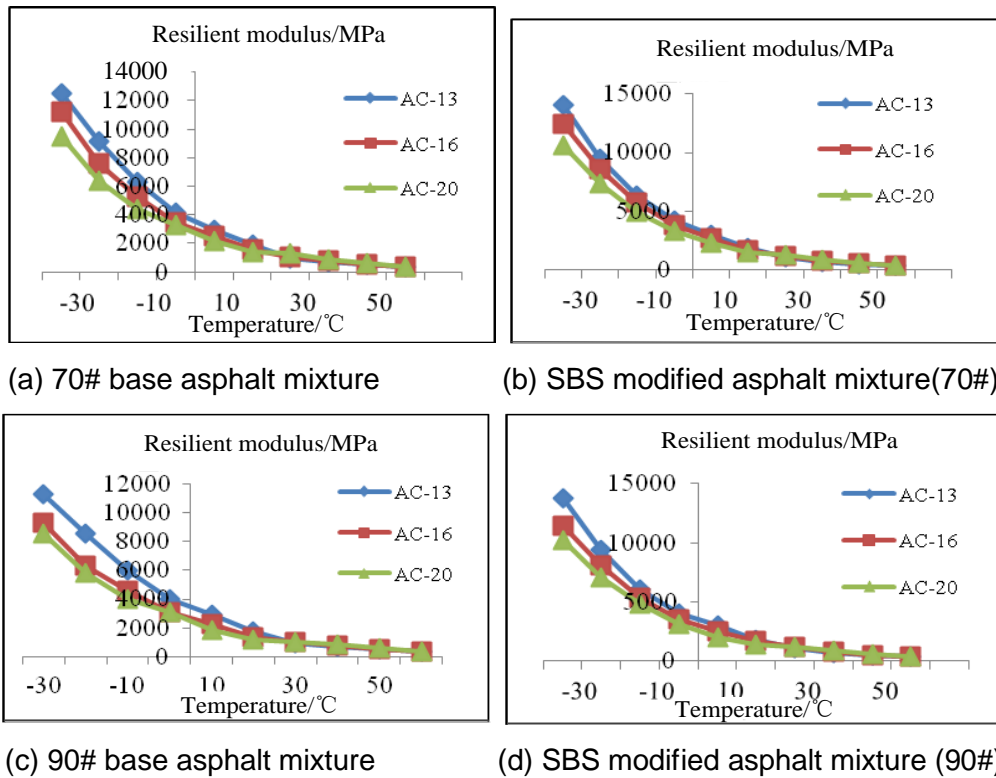 Resilient modulus/MPa
14000
12000
10000
8000
6000
4000
2000
0
AC-13
AC-16
AC-20
-30 -10 10 30 50
Temperature/℃
(a) 70# base asphalt mixture
Resilient modulus/MPa
15000
10000
5000
0
AC-13
AC-16
AC-20
-30 -10 10 30 50
Temperature/℃
(b) SBS modified asphalt mixture(70#)
Resilient modulus/MPa
12000
10000
8000
6000
4000
2000
0
AC-13
AC-16
AC-20
-30 -10 10 30 50
Temperature/℃
(c) 90# base asphalt mixture
Resilient modulus/MPa
15000
10000
5000
0
AC-13
AC-16
AC-20
-30 -10 10 30 50
Temperature/℃
(d) SBS modified asphalt mixture (90#)